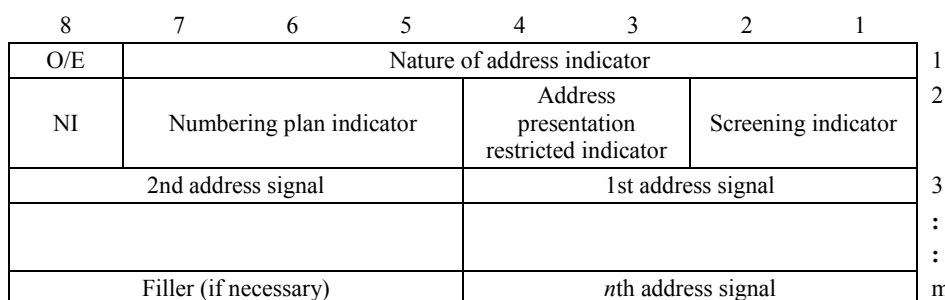 8 7 6 5 4 3 2 1
O/E Nature of address indicator 1
NI Numbering plan indicator Address presentation restricted indicator Screening indicator 2
2nd address signal 1st address signal 3
:
:
Filler (if necessary) nth address signal m